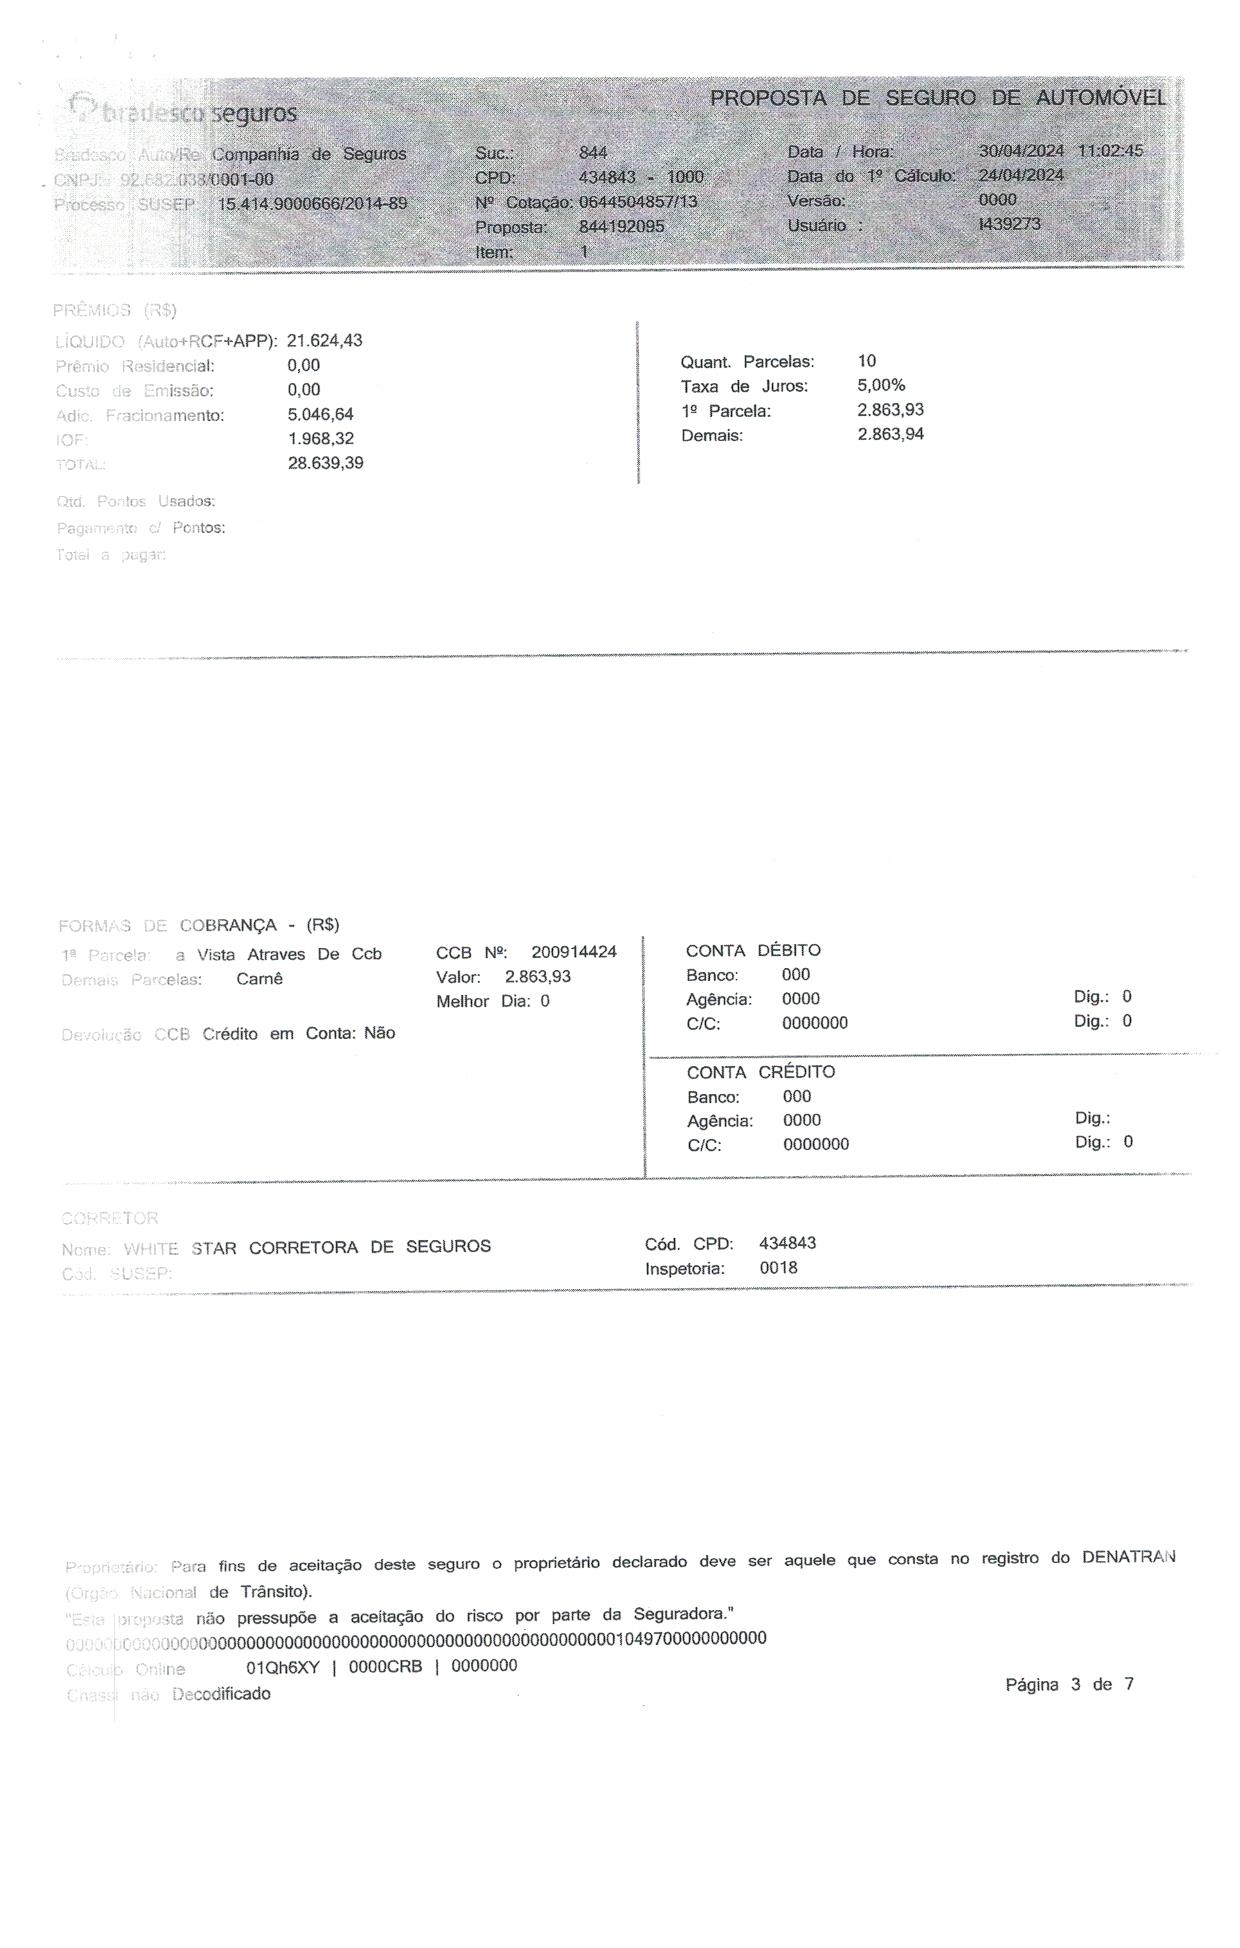 bradesco seguros
PROPOSTA DE SEGURO DE AUTOMÓVEL
Bradesco Auto/Re Companhia de Seguros
CNPJ: 92.682.038/0001-00
Processo SUSEP 15.414.9000666/2014-89
Suc.: 844
CPD: 434843 - 1000
Nº Cotação: 0644504857/13
Proposta: 844192095
Item: 1
Data / Hora: 30/04/2024 11:02:45
Data do 1º Cálculo: 24/04/2024
Versão: 0000
Usuário : I439273
PRÊMIOS (R$)
LÍQUIDO (Auto+RCF+APP): 21.624,43
Prêmio Residencial: 0,00
Custo de Emissão: 0,00
Adic. Fracionamento: 5.046,64
IOF: 1.968,32
TOTAL: 28.639,39
Quant. Parcelas: 10
Taxa de Juros: 5,00%
1º Parcela: 2.863,93
Demais: 2.863,94
Qtd. Pontos Usados:
Pagamento c/ Pontos:
Total a pagar:
FORMAS DE COBRANÇA - (R$)
1ª Parcela: a Vista Atraves De Ccb
Demais Parcelas: Carnê
CCB Nº: 200914424
Valor: 2.863,93
Melhor Dia: 0
Devolução CCB Crédito em Conta: Não
CONTA DÉBITO
Banco: 000
Agência: 0000 Dig.: 0
C/C: 0000000 Dig.: 0
CONTA CRÉDITO
Banco: 000
Agência: 0000 Dig.:
C/C: 0000000 Dig.: 0
CORRETOR
Nome: WHITE STAR CORRETORA DE SEGUROS
Cód. SUSEP:
Cód. CPD: 434843
Inspetoria: 0018
Proprietário: Para fins de aceitação deste seguro o proprietário declarado deve ser aquele que consta no registro do DENATRAN
(Orgão Nacional de Trânsito).
"Esta proposta não pressupõe a aceitação do risco por parte da Seguradora."
Cálculo Online 01Qh6XY | 0000CRB | 0000000
Chassi não Decodificado
Página 3 de 7